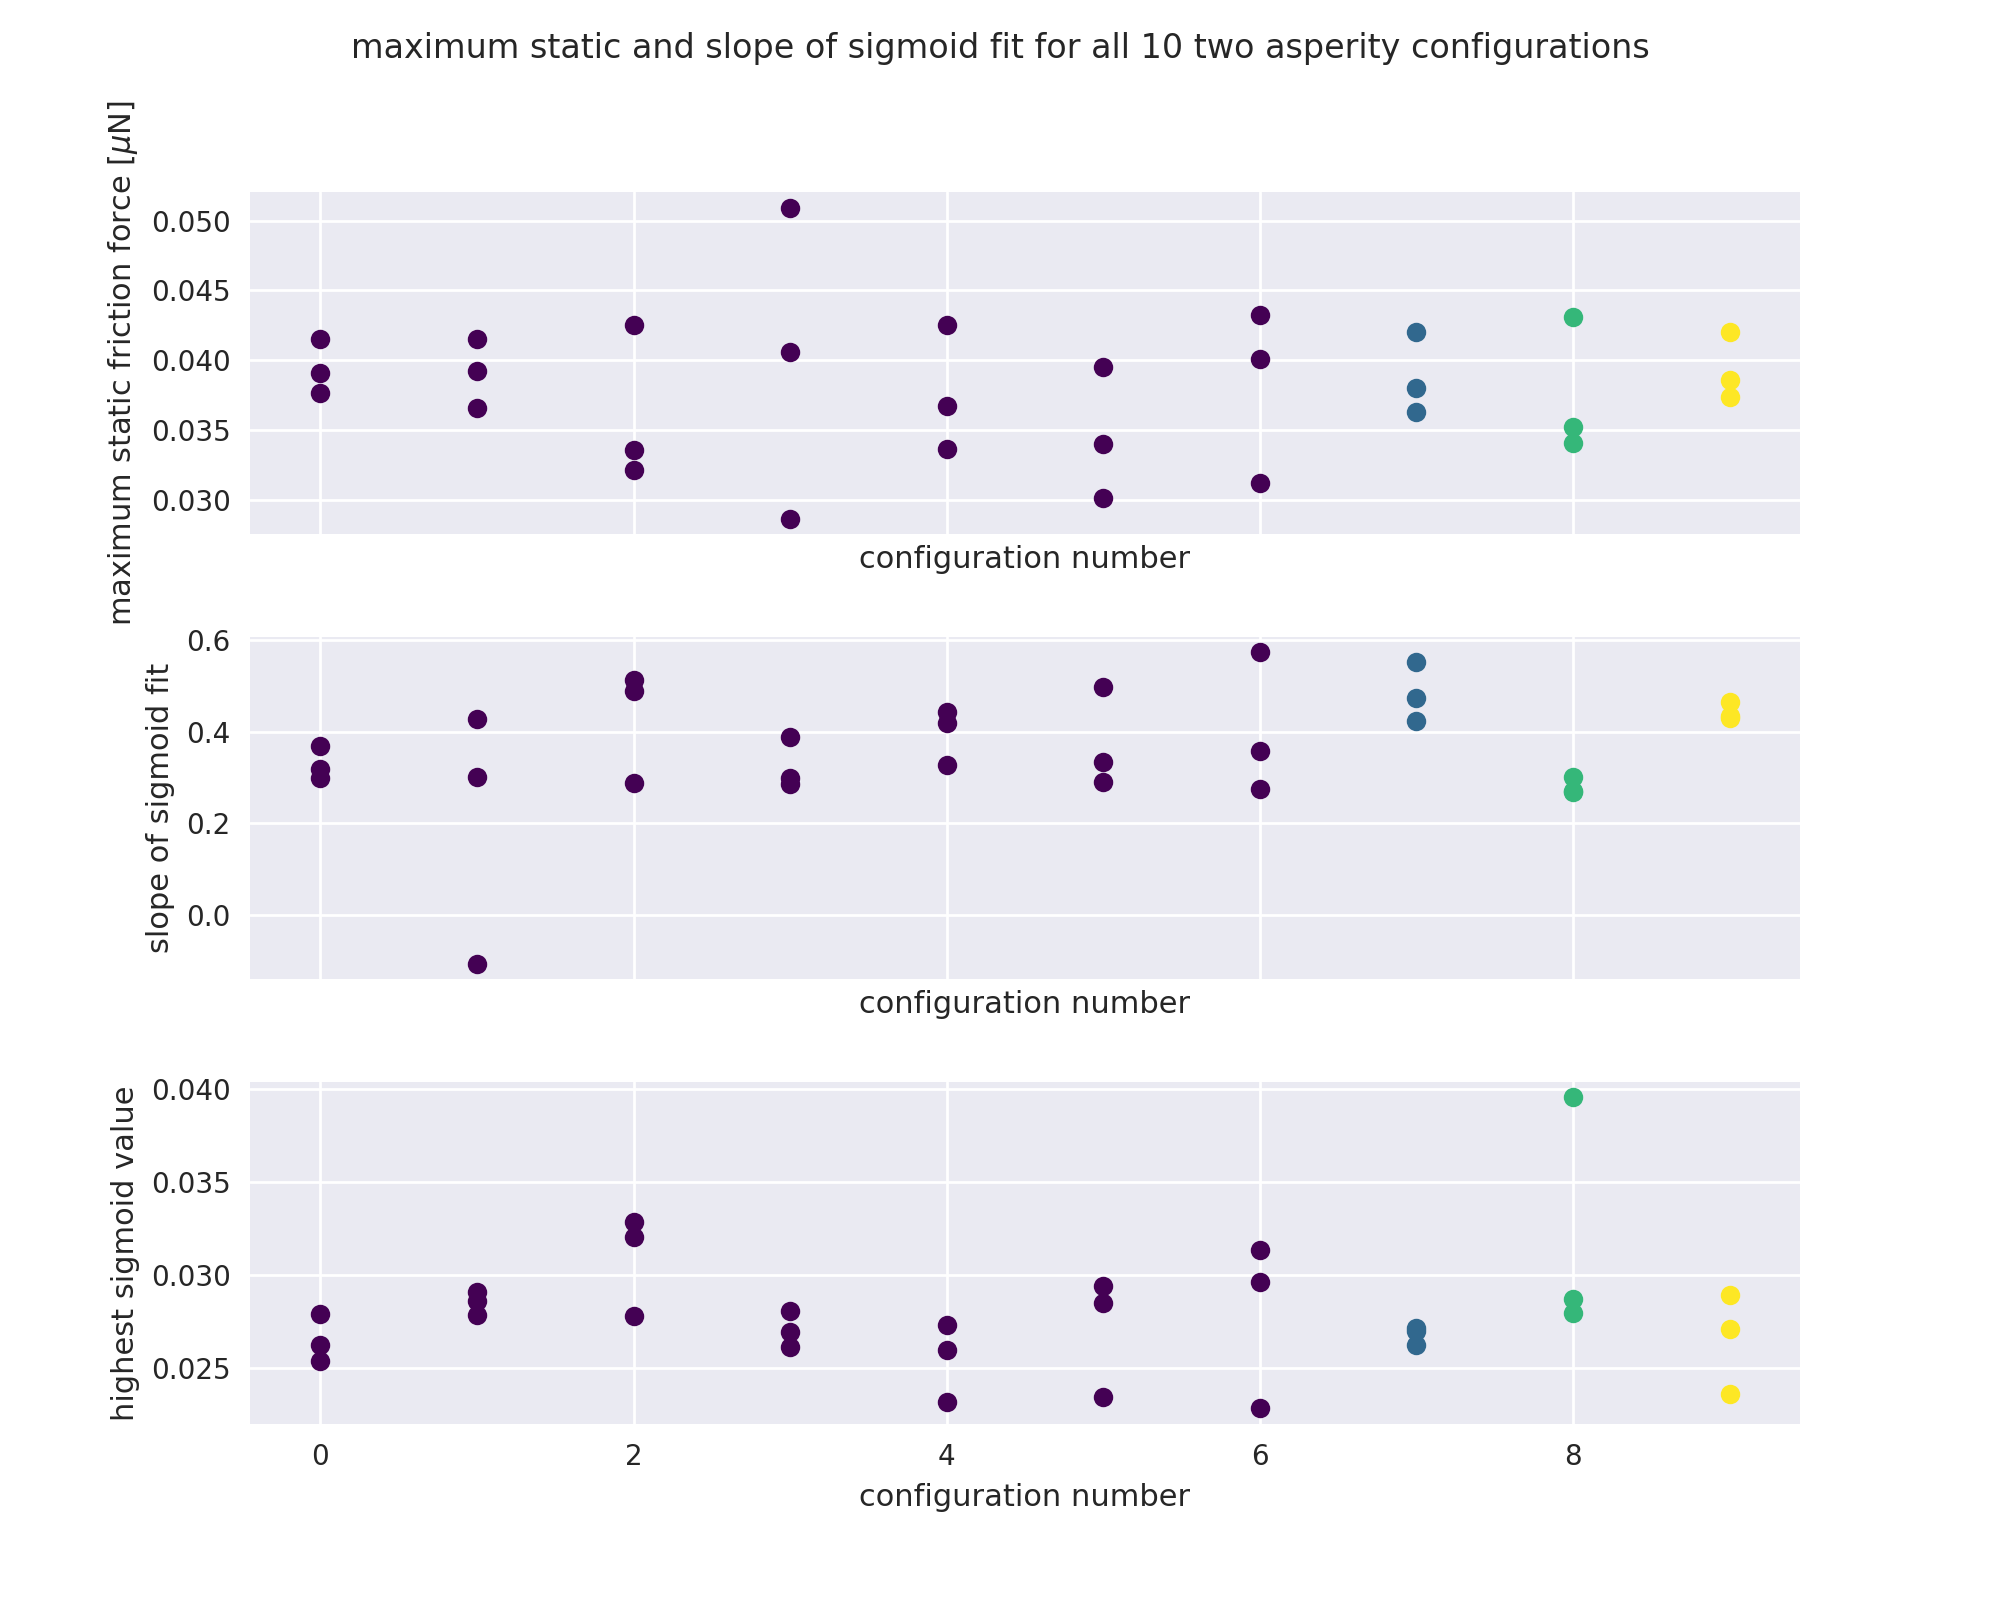 maximum static and slope of sigmoid fit for all 10 two asperity configurations
maximum static friction force [μN]
0.050
0.045
0.040
0.035
0.030
configuration number
slope of sigmoid fit
0.6
0.4
0.2
0.0
configuration number
highest sigmoid value
0.040
0.035
0.030
0.025
0 2 4 6 8
configuration number